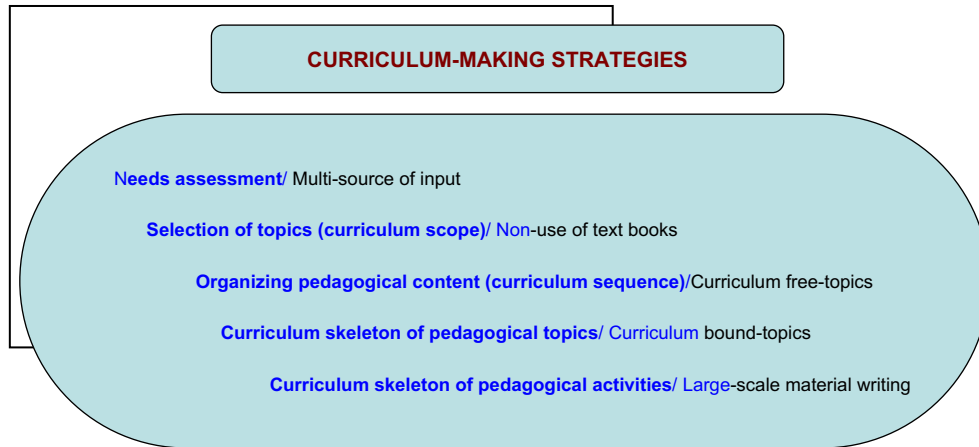 CURRICULUM-MAKING STRATEGIES
Needs assessment/ Multi-source of input
Selection of topics (curriculum scope)/ Non-use of text books
Organizing pedagogical content (curriculum sequence)/Curriculum free-topics
Curriculum skeleton of pedagogical topics/ Curriculum bound-topics
Curriculum skeleton of pedagogical activities/ Large-scale material writing